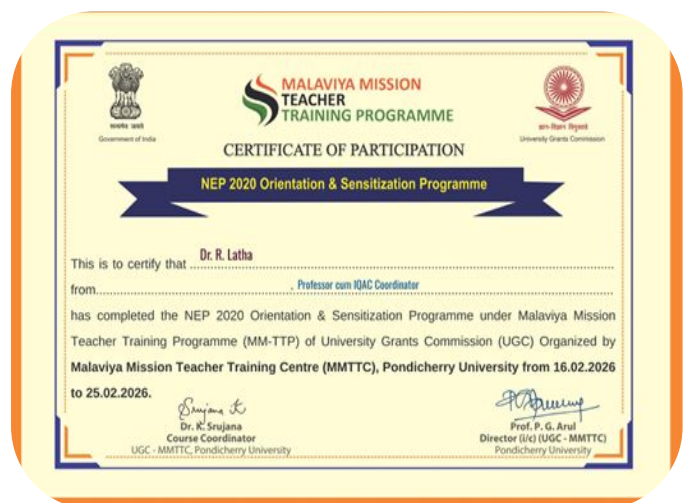 MALAVIYA MISSION
TEACHER
TRAINING PROGRAMME
सत्यमेव जयते
Government of India
ज्ञान-विज्ञान विमुक्तये
University Grants Commission
CERTIFICATE OF PARTICIPATION
NEP 2020 Orientation & Sensitization Programme
This is to certify that Dr. R. Latha
from , Professor cum IQAC Coordinator
has completed the NEP 2020 Orientation & Sensitization Programme under Malaviya Mission
Teacher Training Programme (MM-TTP) of University Grants Commission (UGC) Organized by
Malaviya Mission Teacher Training Centre (MMTTC), Pondicherry University from 16.02.2026
to 25.02.2026.
Srujana K
Dr. K. Srujana
Course Coordinator
UGC - MMTTC, Pondicherry University
Prof. P. G. Arul
Director (i/c) (UGC - MMTTC)
Pondicherry University